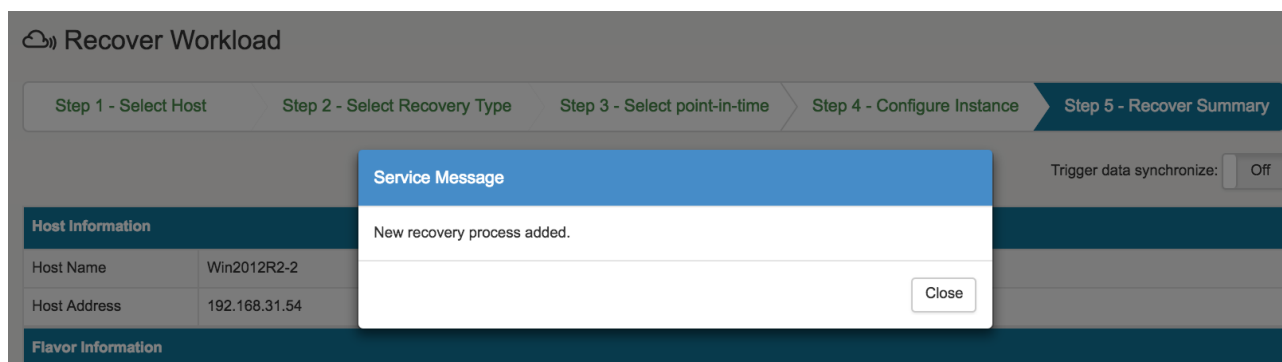 Recover Workload
Step 1 - Select Host Step 2 - Select Recovery Type Step 3 - Select point-in-time Step 4 - Configure Instance Step 5 - Recover Summary
Trigger data synchronize: Off
Service Message
New recovery process added.
Close
Host Information
Host Name Win2012R2-2
Host Address 192.168.31.54
Flavor Information